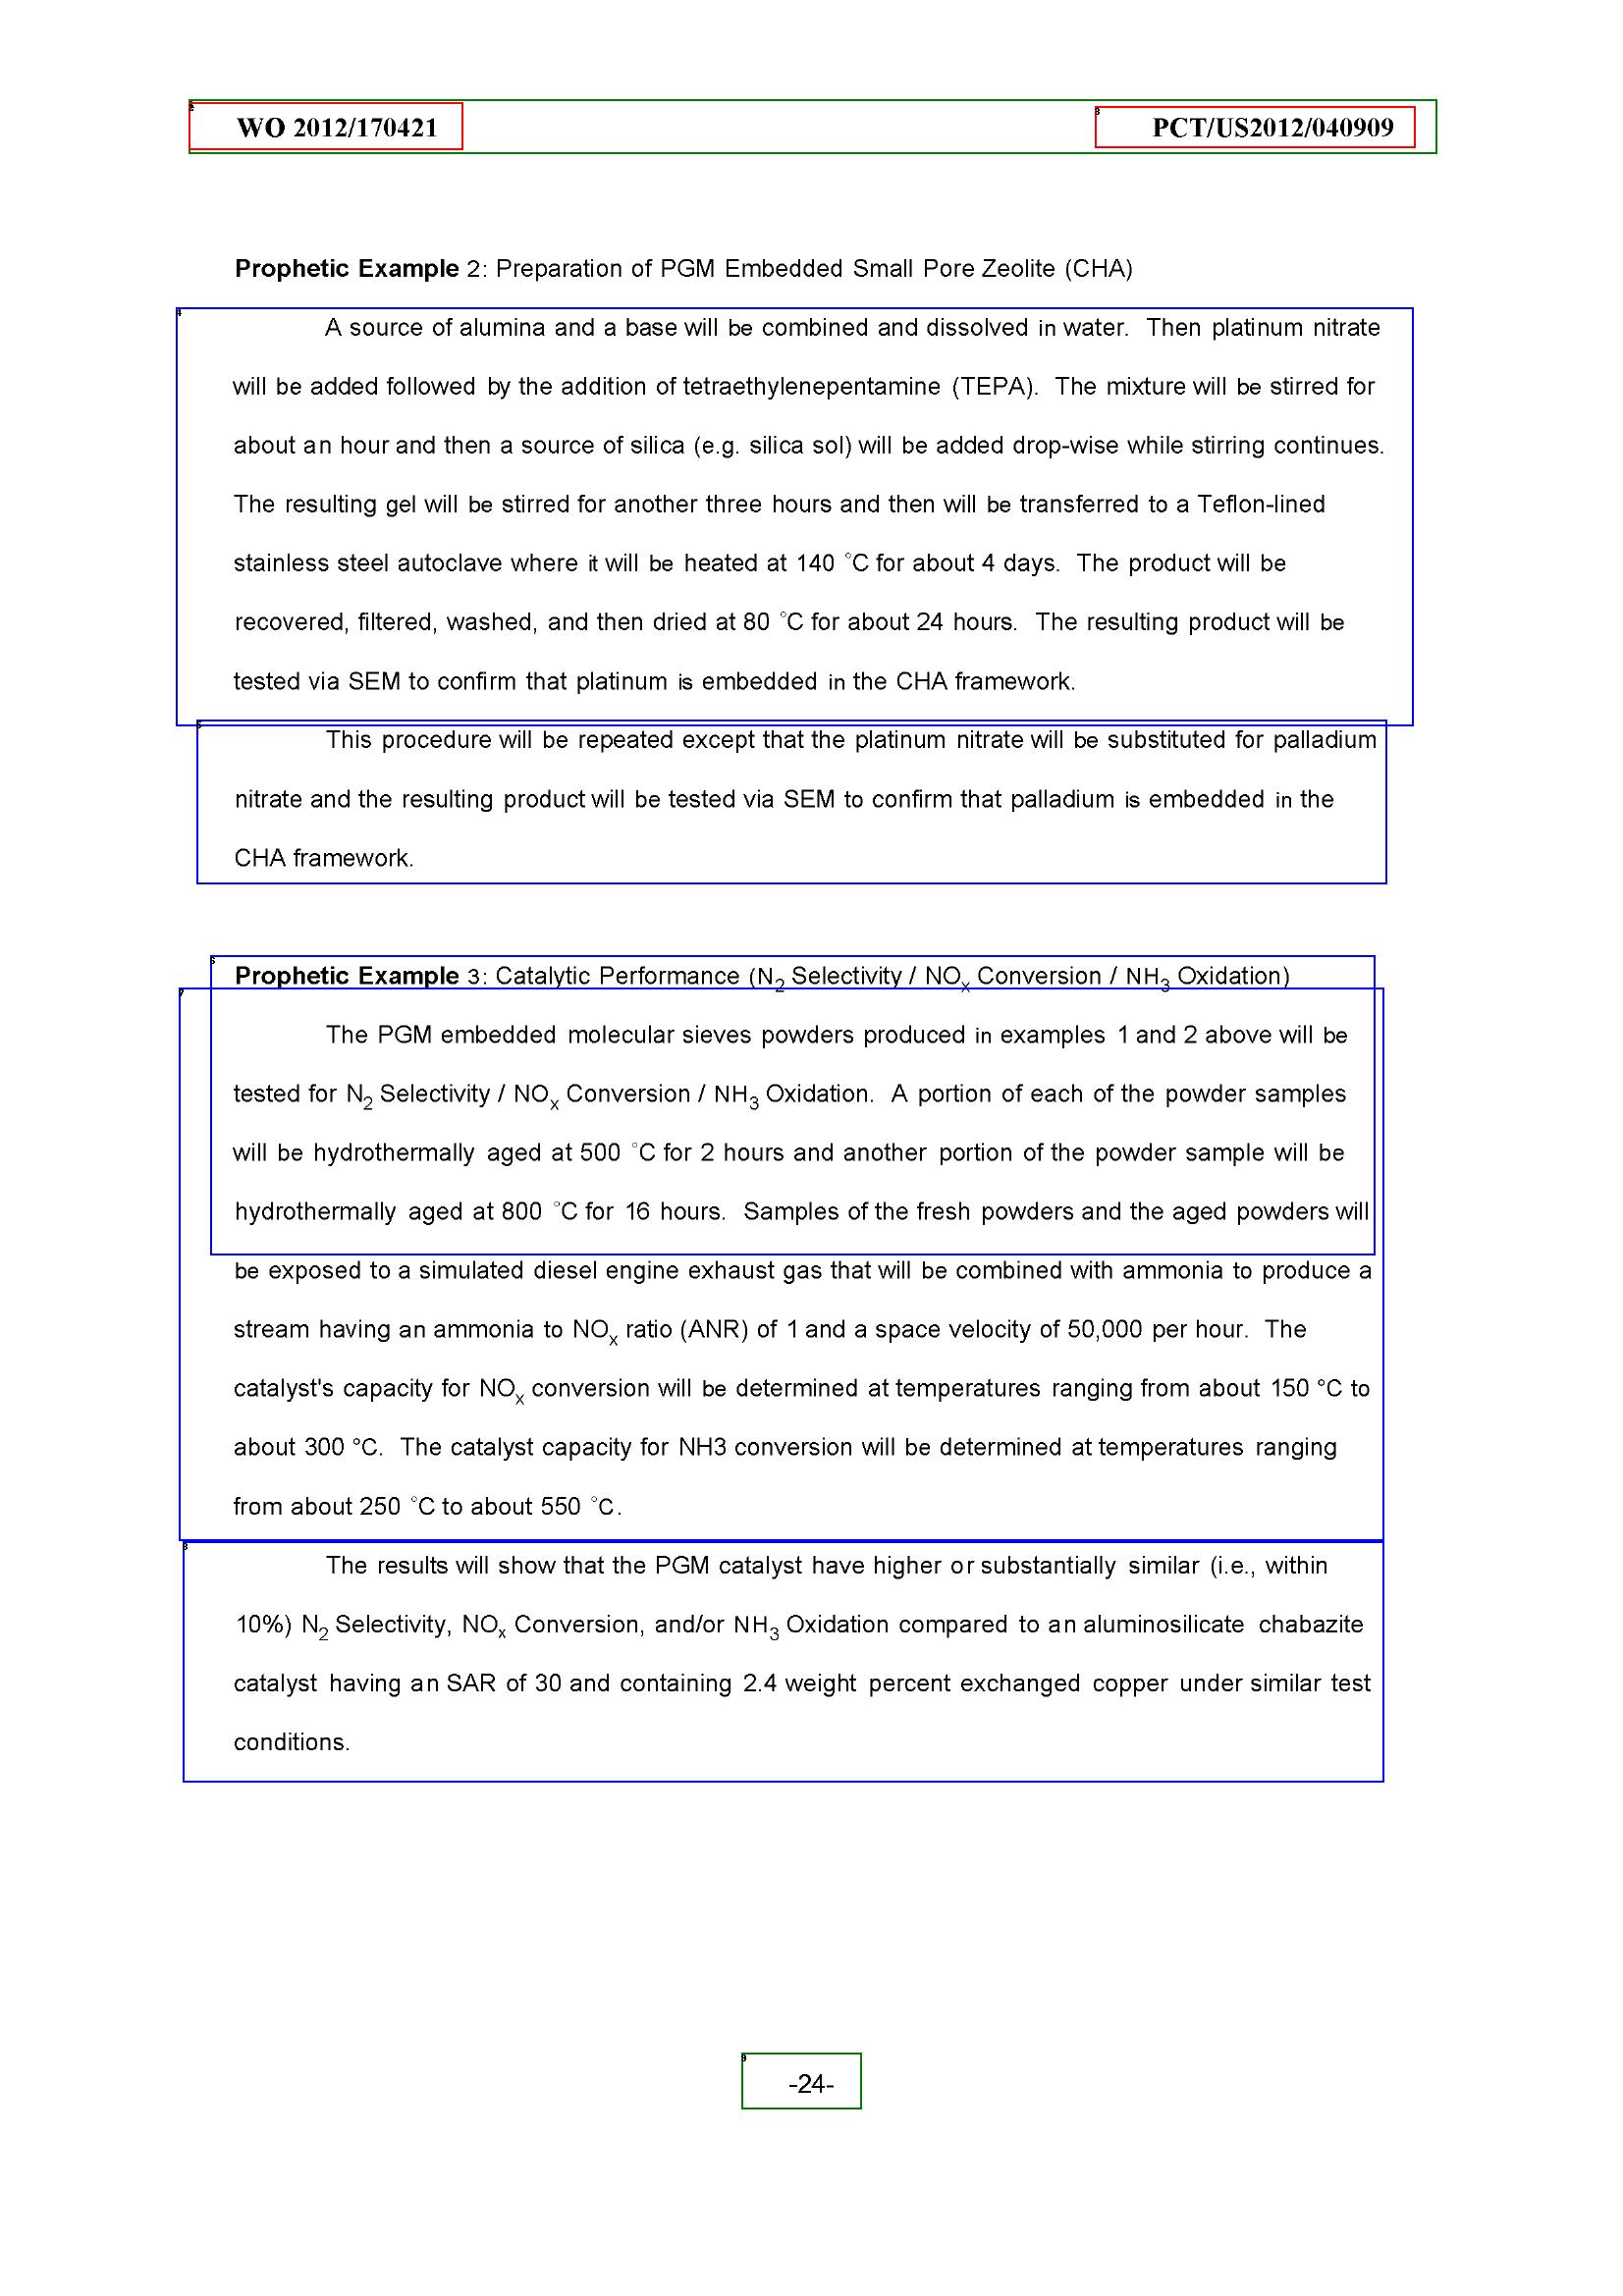 WO 2012/170421 PCT/US2012/040909
Prophetic Example 2: Preparation of PGM Embedded Small Pore Zeolite (CHA)
A source of alumina and a base will be combined and dissolved in water. Then platinum nitrate
will be added followed by the addition of tetraethylenepentamine (TEPA). The mixture will be stirred for
about an hour and then a source of silica (e.g. silica sol) will be added drop-wise while stirring continues.
The resulting gel will be stirred for another three hours and then will be transferred to a Teflon-lined
stainless steel autoclave where it will be heated at 140 °C for about 4 days. The product will be
recovered, filtered, washed, and then dried at 80 °C for about 24 hours. The resulting product will be
tested via SEM to confirm that platinum is embedded in the CHA framework.
This procedure will be repeated except that the platinum nitrate will be substituted for palladium
nitrate and the resulting product will be tested via SEM to confirm that palladium is embedded in the
CHA framework.
Prophetic Example 3: Catalytic Performance (N₂ Selectivity / NOₓ Conversion / NH₃ Oxidation)
The PGM embedded molecular sieves powders produced in examples 1 and 2 above will be
tested for N₂ Selectivity / NOₓ Conversion / NH₃ Oxidation. A portion of each of the powder samples
will be hydrothermally aged at 500 °C for 2 hours and another portion of the powder sample will be
hydrothermally aged at 800 °C for 16 hours. Samples of the fresh powders and the aged powders will
be exposed to a simulated diesel engine exhaust gas that will be combined with ammonia to produce a
stream having an ammonia to NOₓ ratio (ANR) of 1 and a space velocity of 50,000 per hour. The
catalyst's capacity for NOₓ conversion will be determined at temperatures ranging from about 150 °C to
about 300 °C. The catalyst capacity for NH3 conversion will be determined at temperatures ranging
from about 250 °C to about 550 °C.
The results will show that the PGM catalyst have higher or substantially similar (i.e., within
10%) N₂ Selectivity, NOₓ Conversion, and/or NH₃ Oxidation compared to an aluminosilicate chabazite
catalyst having an SAR of 30 and containing 2.4 weight percent exchanged copper under similar test
conditions.
-24-